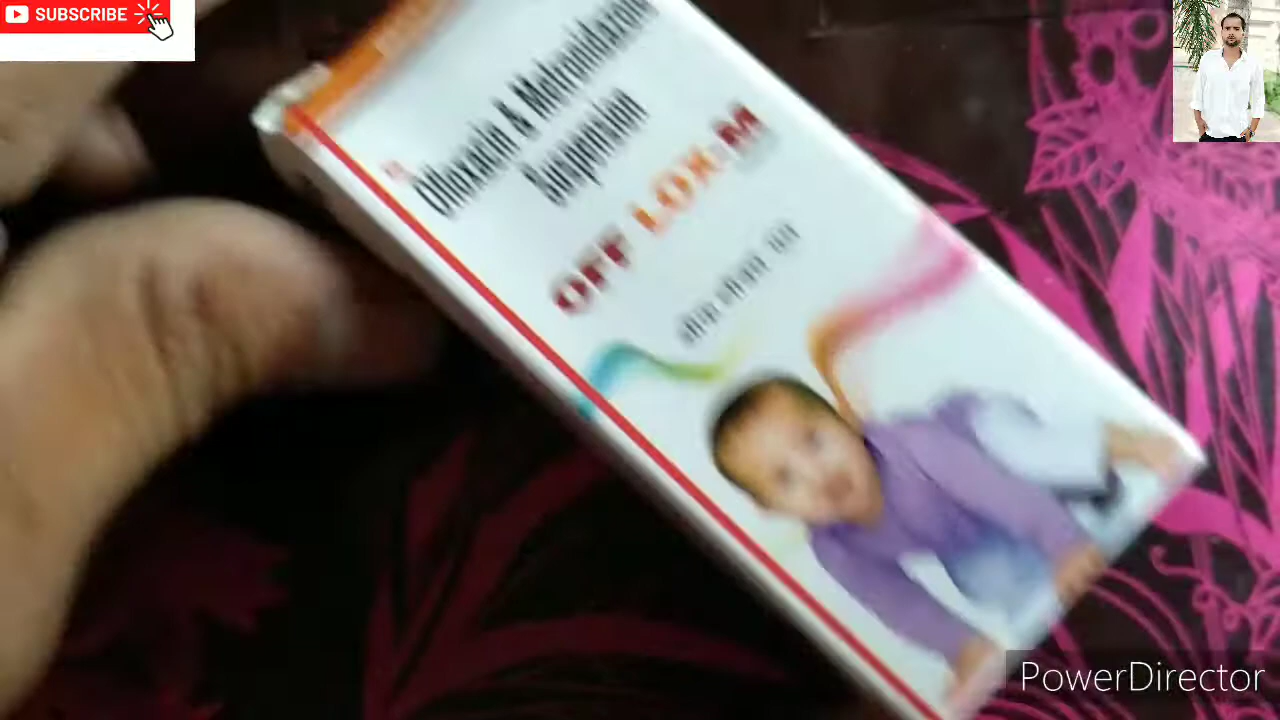 SUBSCRIBE
Ofloxacin & Metronidazole
Suspension
OFF LOX-M
PowerDirector